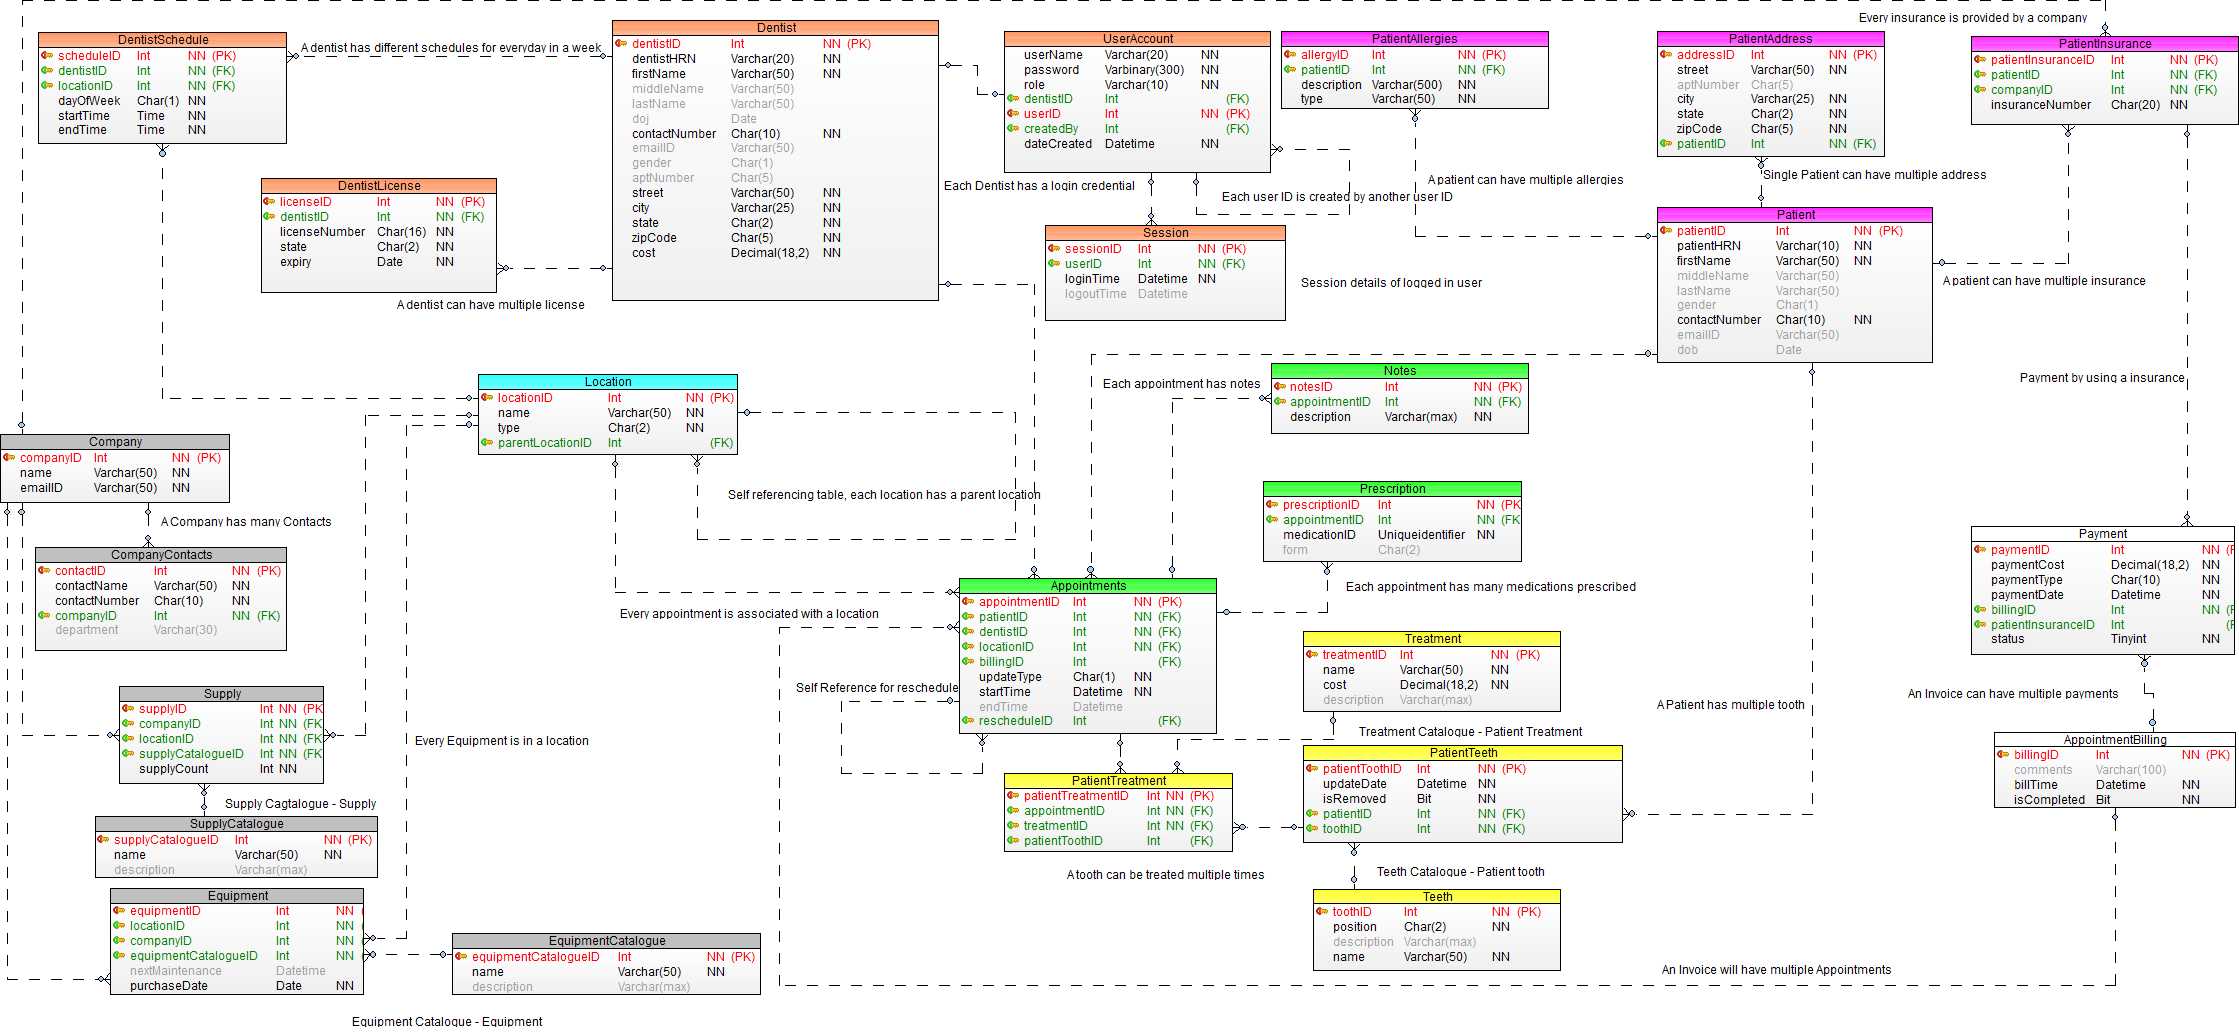 Every insurance is provided by a company
DentistSchedule
scheduleID Int NN (PK)
dentistID Int NN (FK)
locationID Int NN (FK)
dayOfWeek Char(1) NN
startTime Time NN
endTime Time NN
A dentist has different schedules for everyday in a week
Dentist
dentistID Int NN (PK)
dentistHRN Varchar(20) NN
firstName Varchar(50) NN
middleName Varchar(50)
lastName Varchar(50)
doj Date
contactNumber Char(10) NN
emailID Varchar(50)
gender Char(1)
aptNumber Char(5)
street Varchar(50) NN
city Varchar(25) NN
state Char(2) NN
zipCode Char(5) NN
cost Decimal(18,2) NN
UserAccount
userName Varchar(20) NN
password Varbinary(300) NN
role Varchar(10) NN
dentistID Int (FK)
userID Int NN (PK)
createdBy Int (FK)
dateCreated Datetime NN
PatientAllergies
allergyID Int NN (PK)
patientID Int NN (FK)
description Varchar(500) NN
type Varchar(50) NN
PatientAddress
addressID Int NN (PK)
street Varchar(50) NN
aptNumber Char(5)
city Varchar(25) NN
state Char(2) NN
zipCode Char(5) NN
patientID Int NN (FK)
PatientInsurance
patientInsuranceID Int NN (PK)
patientID Int NN (FK)
companyID Int NN (FK)
insuranceNumber Char(20) NN
DentistLicense
licenseID Int NN (PK)
dentistID Int NN (FK)
licenseNumber Char(16) NN
state Char(2) NN
expiry Date NN
A dentist can have multiple license
Each Dentist has a login credential
Each user ID is created by another user ID
A patient can have multiple allergies
Single Patient can have multiple address
Session
sessionID Int NN (PK)
userID Int NN (FK)
loginTime Datetime NN
logoutTime Datetime
Session details of logged in user
Patient
patientID Int NN (PK)
patientHRN Varchar(10) NN
firstName Varchar(50) NN
middleName Varchar(50)
lastName Varchar(50)
gender Char(1)
contactNumber Char(10) NN
emailID Varchar(50)
dob Date
A patient can have multiple insurance
Payment by using a insurance
Location
locationID Int NN (PK)
name Varchar(50) NN
type Char(2) NN
parentLocationID Int (FK)
Self referencing table, each location has a parent location
Each appointment has notes
Notes
notesID Int NN (PK)
appointmentID Int NN (FK)
description Varchar(max) NN
Company
companyID Int NN (PK)
name Varchar(50) NN
emailID Varchar(50) NN
A Company has many Contacts
CompanyContacts
contactID Int NN (PK)
contactName Varchar(50) NN
contactNumber Char(10) NN
companyID Int NN (FK)
department Varchar(30)
Prescription
prescriptionID Int NN (PK
appointmentID Int NN (FK
medicationID Uniqueidentifier NN
form Char(2)
Each appointment has many medications prescribed
Payment
paymentID Int NN (F
paymentCost Decimal(18,2) NN
paymentType Char(10) NN
paymentDate Datetime NN
billingID Int NN (F
patientInsuranceID Int (F
status Tinyint NN
Every appointment is associated with a location
Appointments
appointmentID Int NN (PK)
patientID Int NN (FK)
dentistID Int NN (FK)
locationID Int NN (FK)
billingID Int (FK)
updateType Char(1) NN
startTime Datetime NN
endTime Datetime
rescheduleID Int (FK)
Self Reference for reschedule
Treatment
treatmentID Int NN (PK)
name Varchar(50) NN
cost Decimal(18,2) NN
description Varchar(max)
Treatment Catalogue - Patient Treatment
A Patient has multiple tooth
An Invoice can have multiple payments
Supply
supplyID Int NN (PK
companyID Int NN (FK
locationID Int NN (FK
supplyCatalogueID Int NN (FK
supplyCount Int NN
Every Equipment is in a location
Supply Cagtalogue - Supply
SupplyCatalogue
supplyCatalogueID Int NN (PK)
name Varchar(50) NN
description Varchar(max)
PatientTreatment
patientTreatmentID Int NN (PK)
appointmentID Int NN (FK)
treatmentID Int NN (FK)
patientToothID Int (FK)
A tooth can be treated multiple times
PatientTeeth
patientToothID Int NN (PK)
updateDate Datetime NN
isRemoved Bit NN
patientID Int NN (FK)
toothID Int NN (FK)
Teeth Catalogue - Patient tooth
AppointmentBilling
billingID Int NN (PK)
comments Varchar(100)
billTime Datetime NN
isCompleted Bit NN
Equipment
equipmentID Int NN (
locationID Int NN (
companyID Int NN (
equipmentCatalogueID Int NN (
nextMaintenance Datetime
purchaseDate Date NN
EquipmentCatalogue
equipmentCatalogueID Int NN (PK)
name Varchar(50) NN
description Varchar(max)
Teeth
toothID Int NN (PK)
position Char(2) NN
description Varchar(max)
name Varchar(50) NN
An Invoice will have multiple Appointments
Equipment Catalogue - Equipment